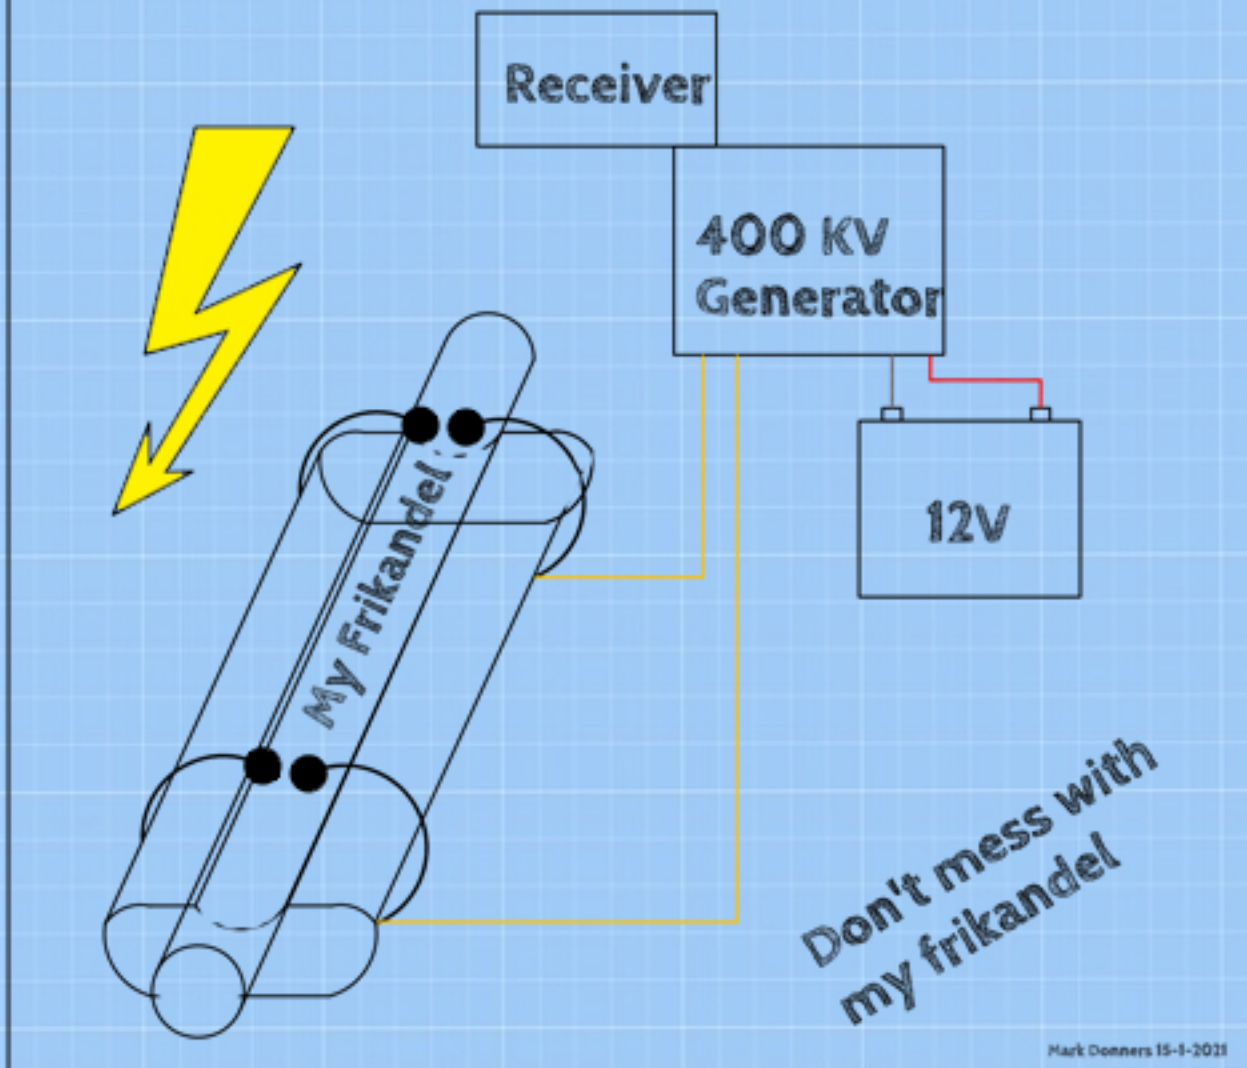 Receiver
400 KV
Generator
12V
My Frikandel
Don't mess with
my frikandel
Mark Donners 15-1-2021